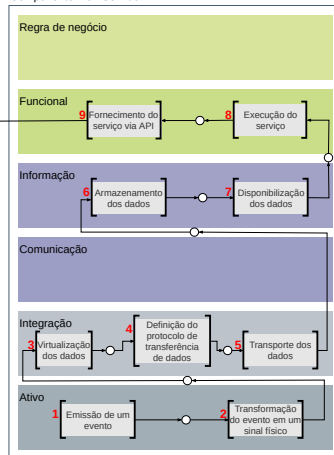 Regra de negócio
Funcional
9
Fornecimento do
serviço via API
8
Execução do
serviço
Informação
6
Armazenamento
dos dados
7
Disponibilização
dos dados
Comunicação
Integração
3
Virtualização
dos dados
4
Definição do
protocolo de
transferência
de dados
5
Transporte dos
dados
Ativo
1
Emissão de um
evento
2
Transformação
do evento em um
sinal físico